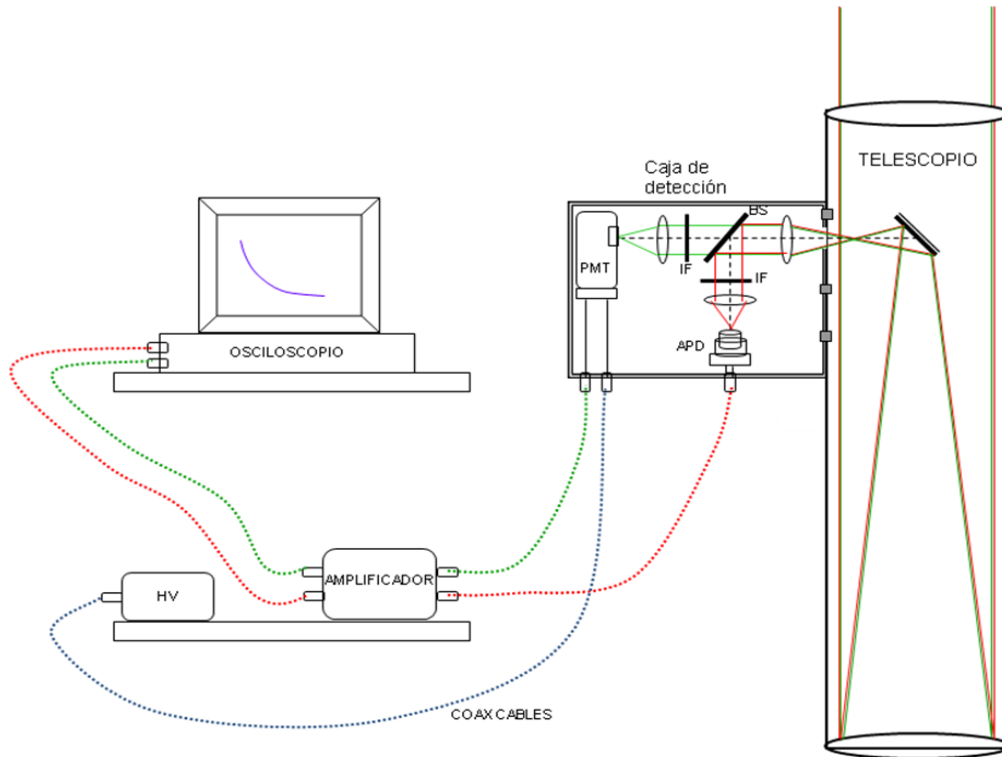 TELESCOPIO
Caja de
detección
BS
PMT
IF
IF
APD
OSCILOSCOPIO
AMPLIFICADOR
HV
COAX CABLES